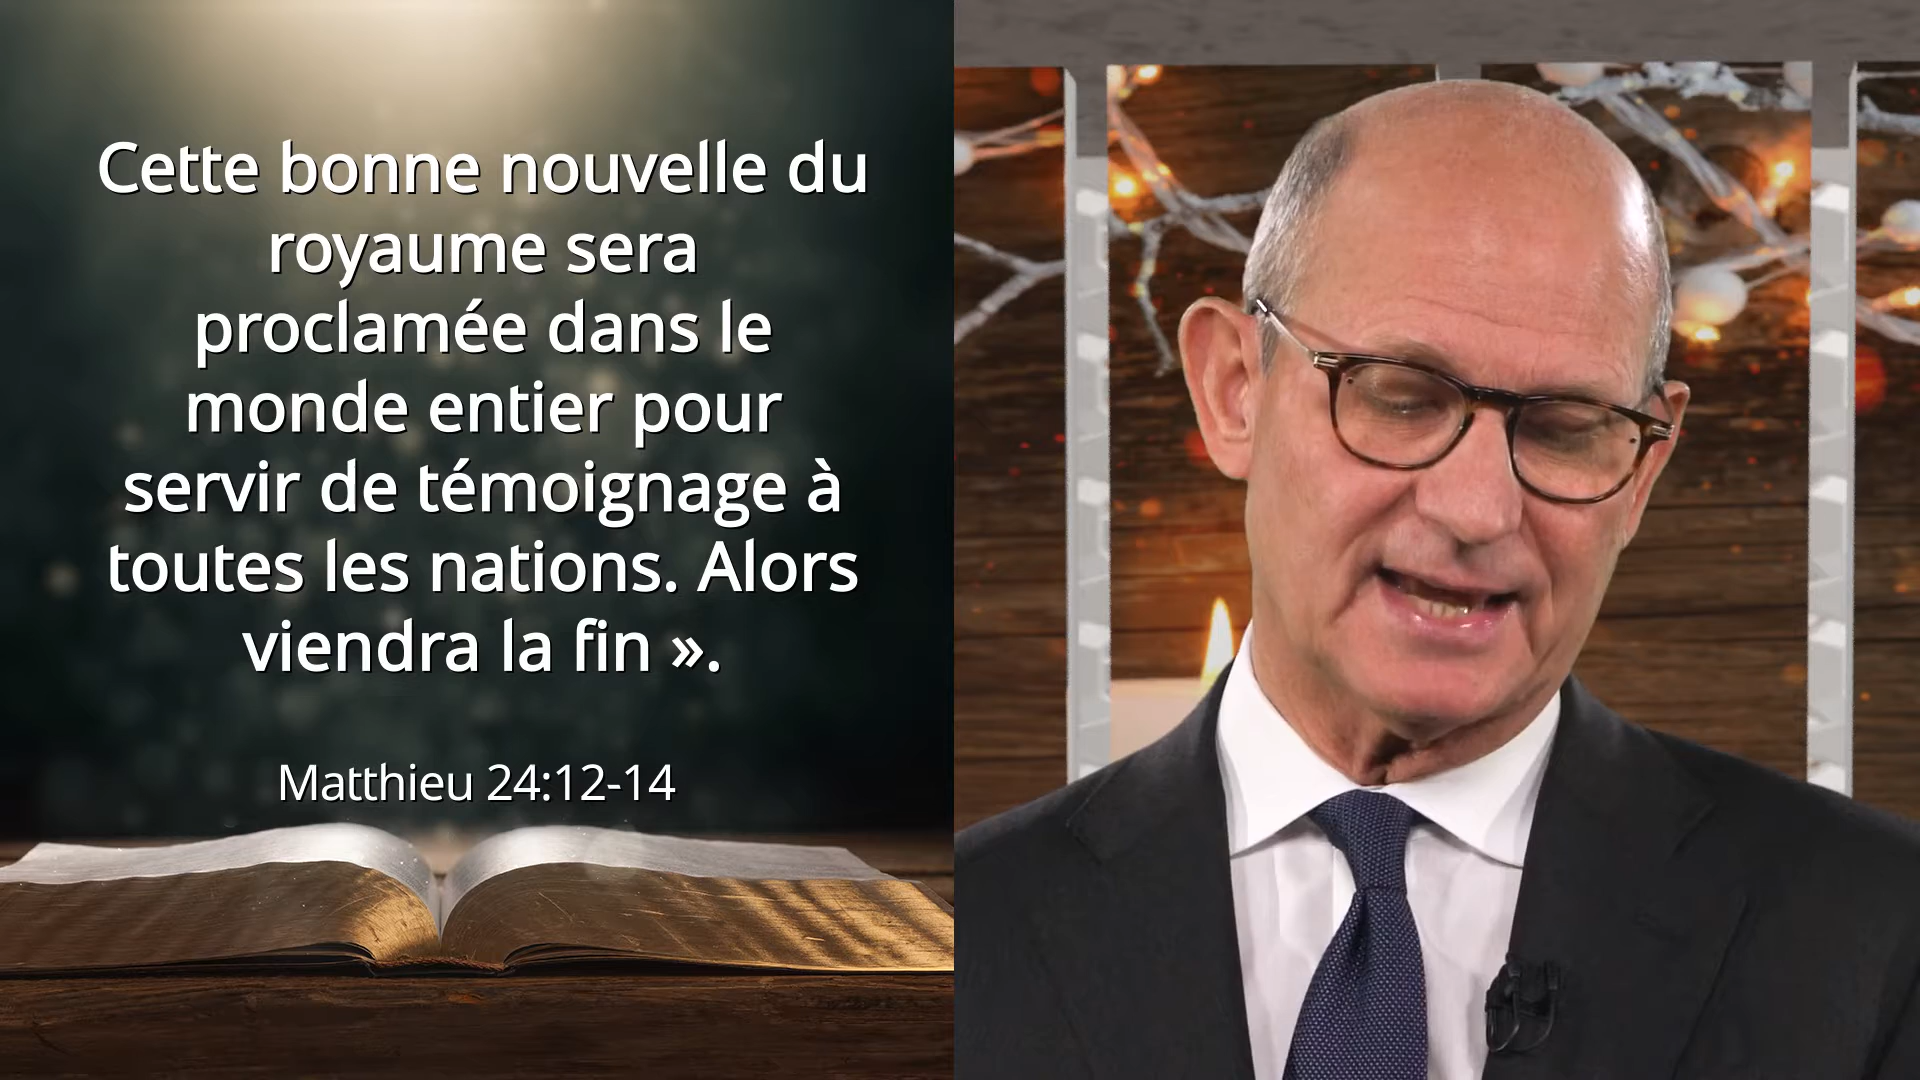 Cette bonne nouvelle du
royaume sera
proclamée dans le
monde entier pour
servir de témoignage à
toutes les nations. Alors
viendra la fin ».
Matthieu 24:12-14